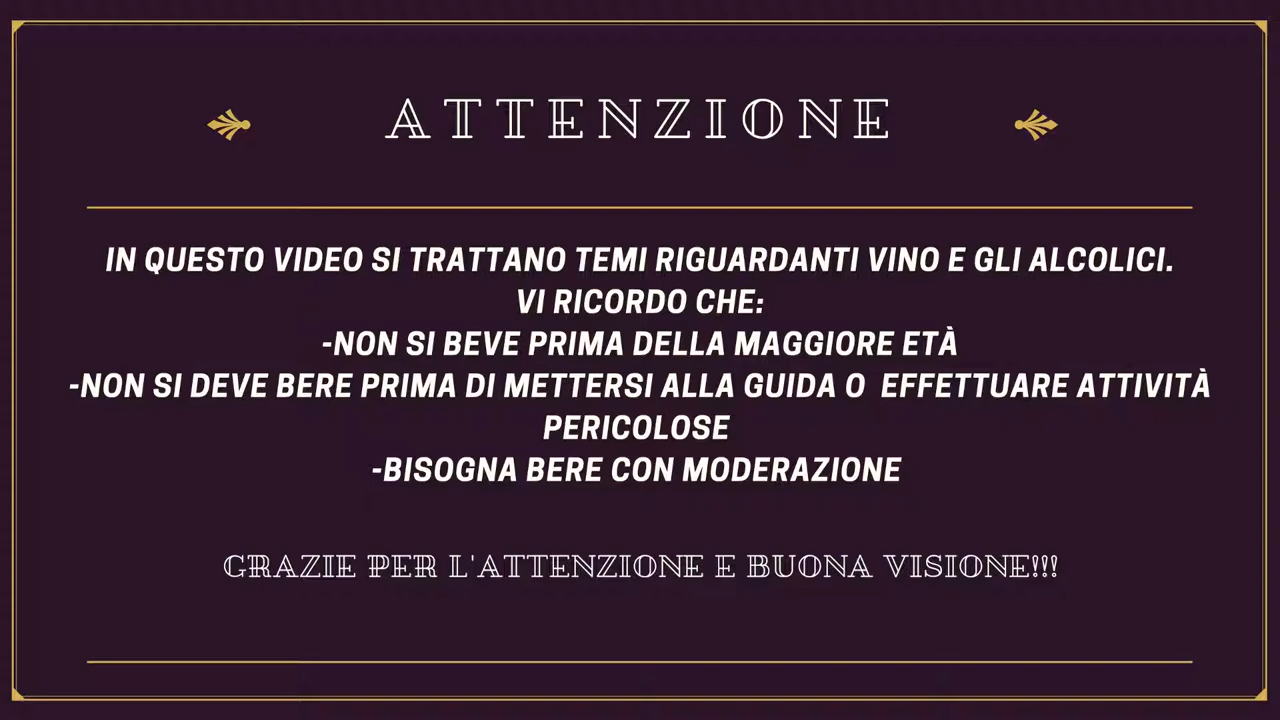 ATTENZIONE
IN QUESTO VIDEO SI TRATTANO TEMI RIGUARDANTI VINO E GLI ALCOLICI.
VI RICORDO CHE:
-NON SI BEVE PRIMA DELLA MAGGIORE ETÀ
-NON SI DEVE BERE PRIMA DI METTERSI ALLA GUIDA O EFFETTUARE ATTIVITÀ
PERICOLOSE
-BISOGNA BERE CON MODERAZIONE
GRAZIE PER L'ATTENZIONE E BUONA VISIONE!!!